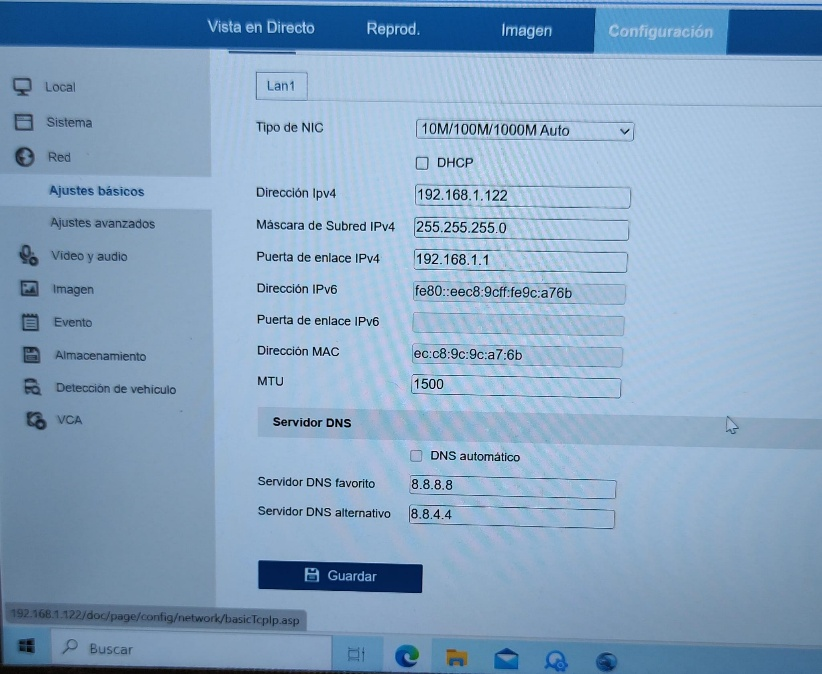 Vista en Directo Reprod. Imagen Configuración
Local
Sistema
Red
Ajustes básicos
Ajustes avanzados
Vídeo y audio
Imagen
Evento
Almacenamiento
Detección de vehículo
VCA
Lan1
Tipo de NIC 10M/100M/1000M Auto
DHCP
Dirección Ipv4 192.168.1.122
Máscara de Subred IPv4 255.255.255.0
Puerta de enlace IPv4 192.168.1.1
Dirección IPv6 fe80::eec8:9cff:fe9c:a76b
Puerta de enlace IPv6
Dirección MAC ec:c8:9c:9c:a7:6b
MTU 1500
Servidor DNS
DNS automático
Servidor DNS favorito 8.8.8.8
Servidor DNS alternativo 8.8.4.4
Guardar
192.168.1.122/doc/page/config/network/basicTcpIp.asp
Buscar